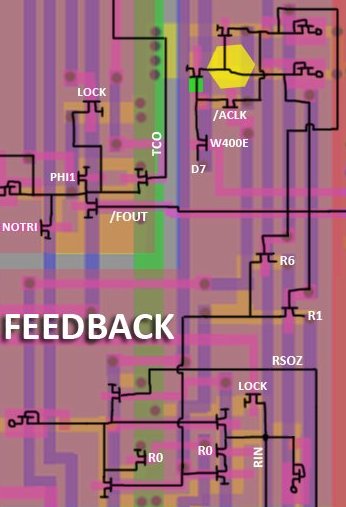 LOCK
/ACLK
TCO
W400E
D7
PHI1
/FOUT
NOTRI
R6
R1
FEEDBACK
RSOZ
LOCK
R0
R0
RIN